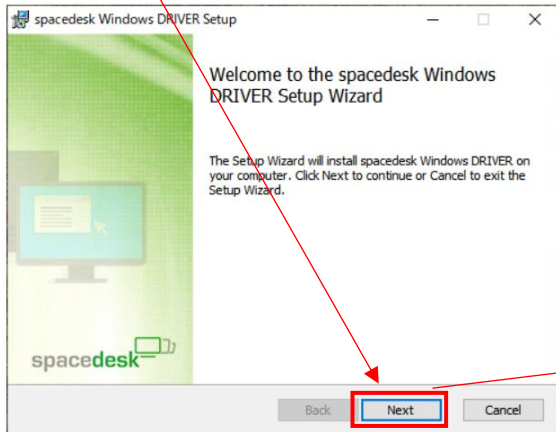 spacedesk Windows DRIVER Setup
Welcome to the spacedesk Windows
DRIVER Setup Wizard
The Setup Wizard will install spacedesk Windows DRIVER on
your computer. Click Next to continue or Cancel to exit the
Setup Wizard.
spacedesk
Back Next Cancel